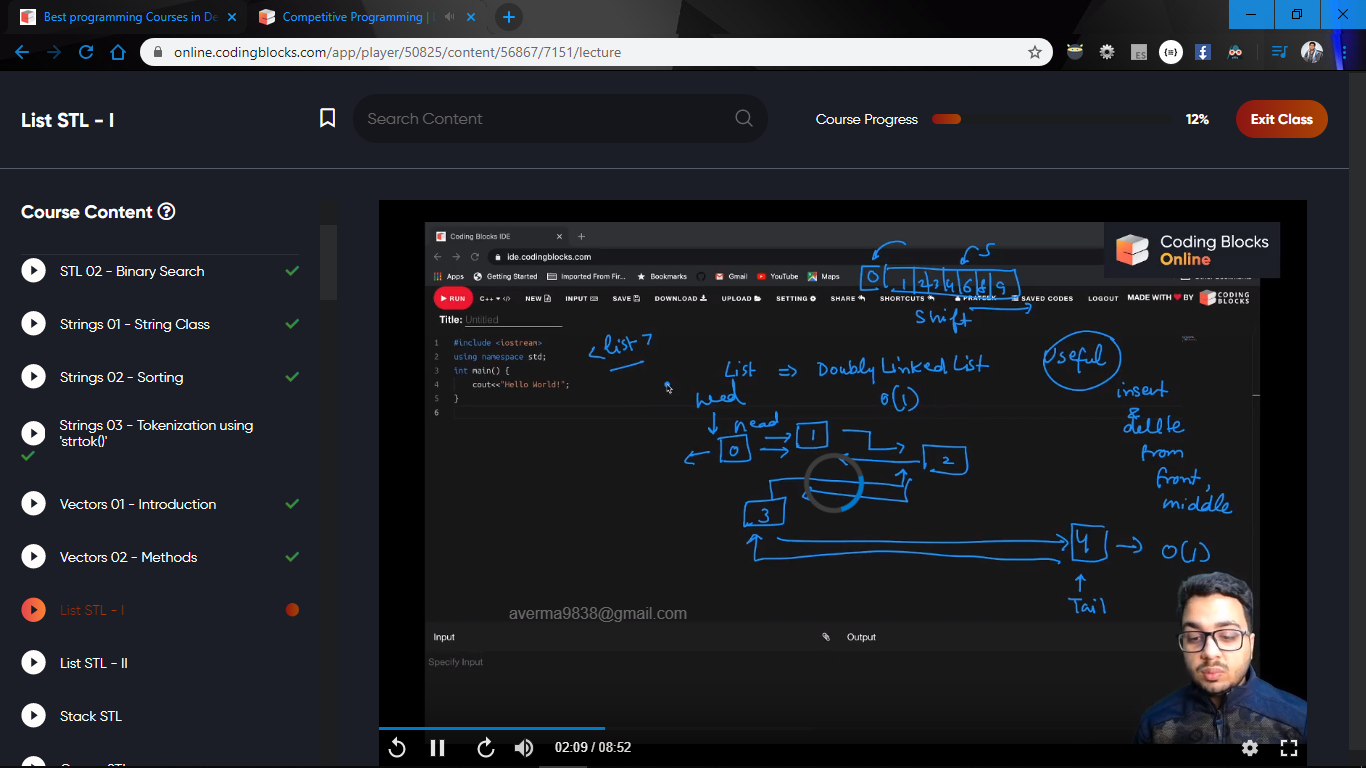 Best programming Courses in De
Competitive Programming |
online.codingblocks.com/app/player/50825/content/56867/7151/lecture
ES
List STL - I
Search Content
Course Progress
12%
Exit Class
Course Content
STL 02 - Binary Search
Strings 01 - String Class
Strings 02 - Sorting
Strings 03 - Tokenization using
'strtok()'
Vectors 01 - Introduction
Vectors 02 - Methods
List STL - I
List STL - II
Stack STL
Coding Blocks IDE
ide.codingblocks.com
Coding Blocks
Online
Apps
Getting Started
Imported From Fir...
Bookmarks
Gmail
YouTube
Maps
RUN
C++
NEW
INPUT
SAVE
DOWNLOAD
UPLOAD
SETTING
SHARE
SHORTCUTS
PRATEEK
SAVED CODES
LOGOUT
MADE WITH ♥ BY
CODING
BLOCKS
Title: Untitled
1 #include <iostream>
2 using namespace std;
3 int main() {
4 cout<<"Hello World!";
5 }
6
5
0 1 2 3 4 6 8 9
Shift
<list>
List => Doubly Linked List
O(1)
Useful
insert
&
delete
from
front,
middle
head
0
1
2
3
4
O(1)
Tail
averma9838@gmail.com
Input
Output
Specify Input
02:09 / 08:52